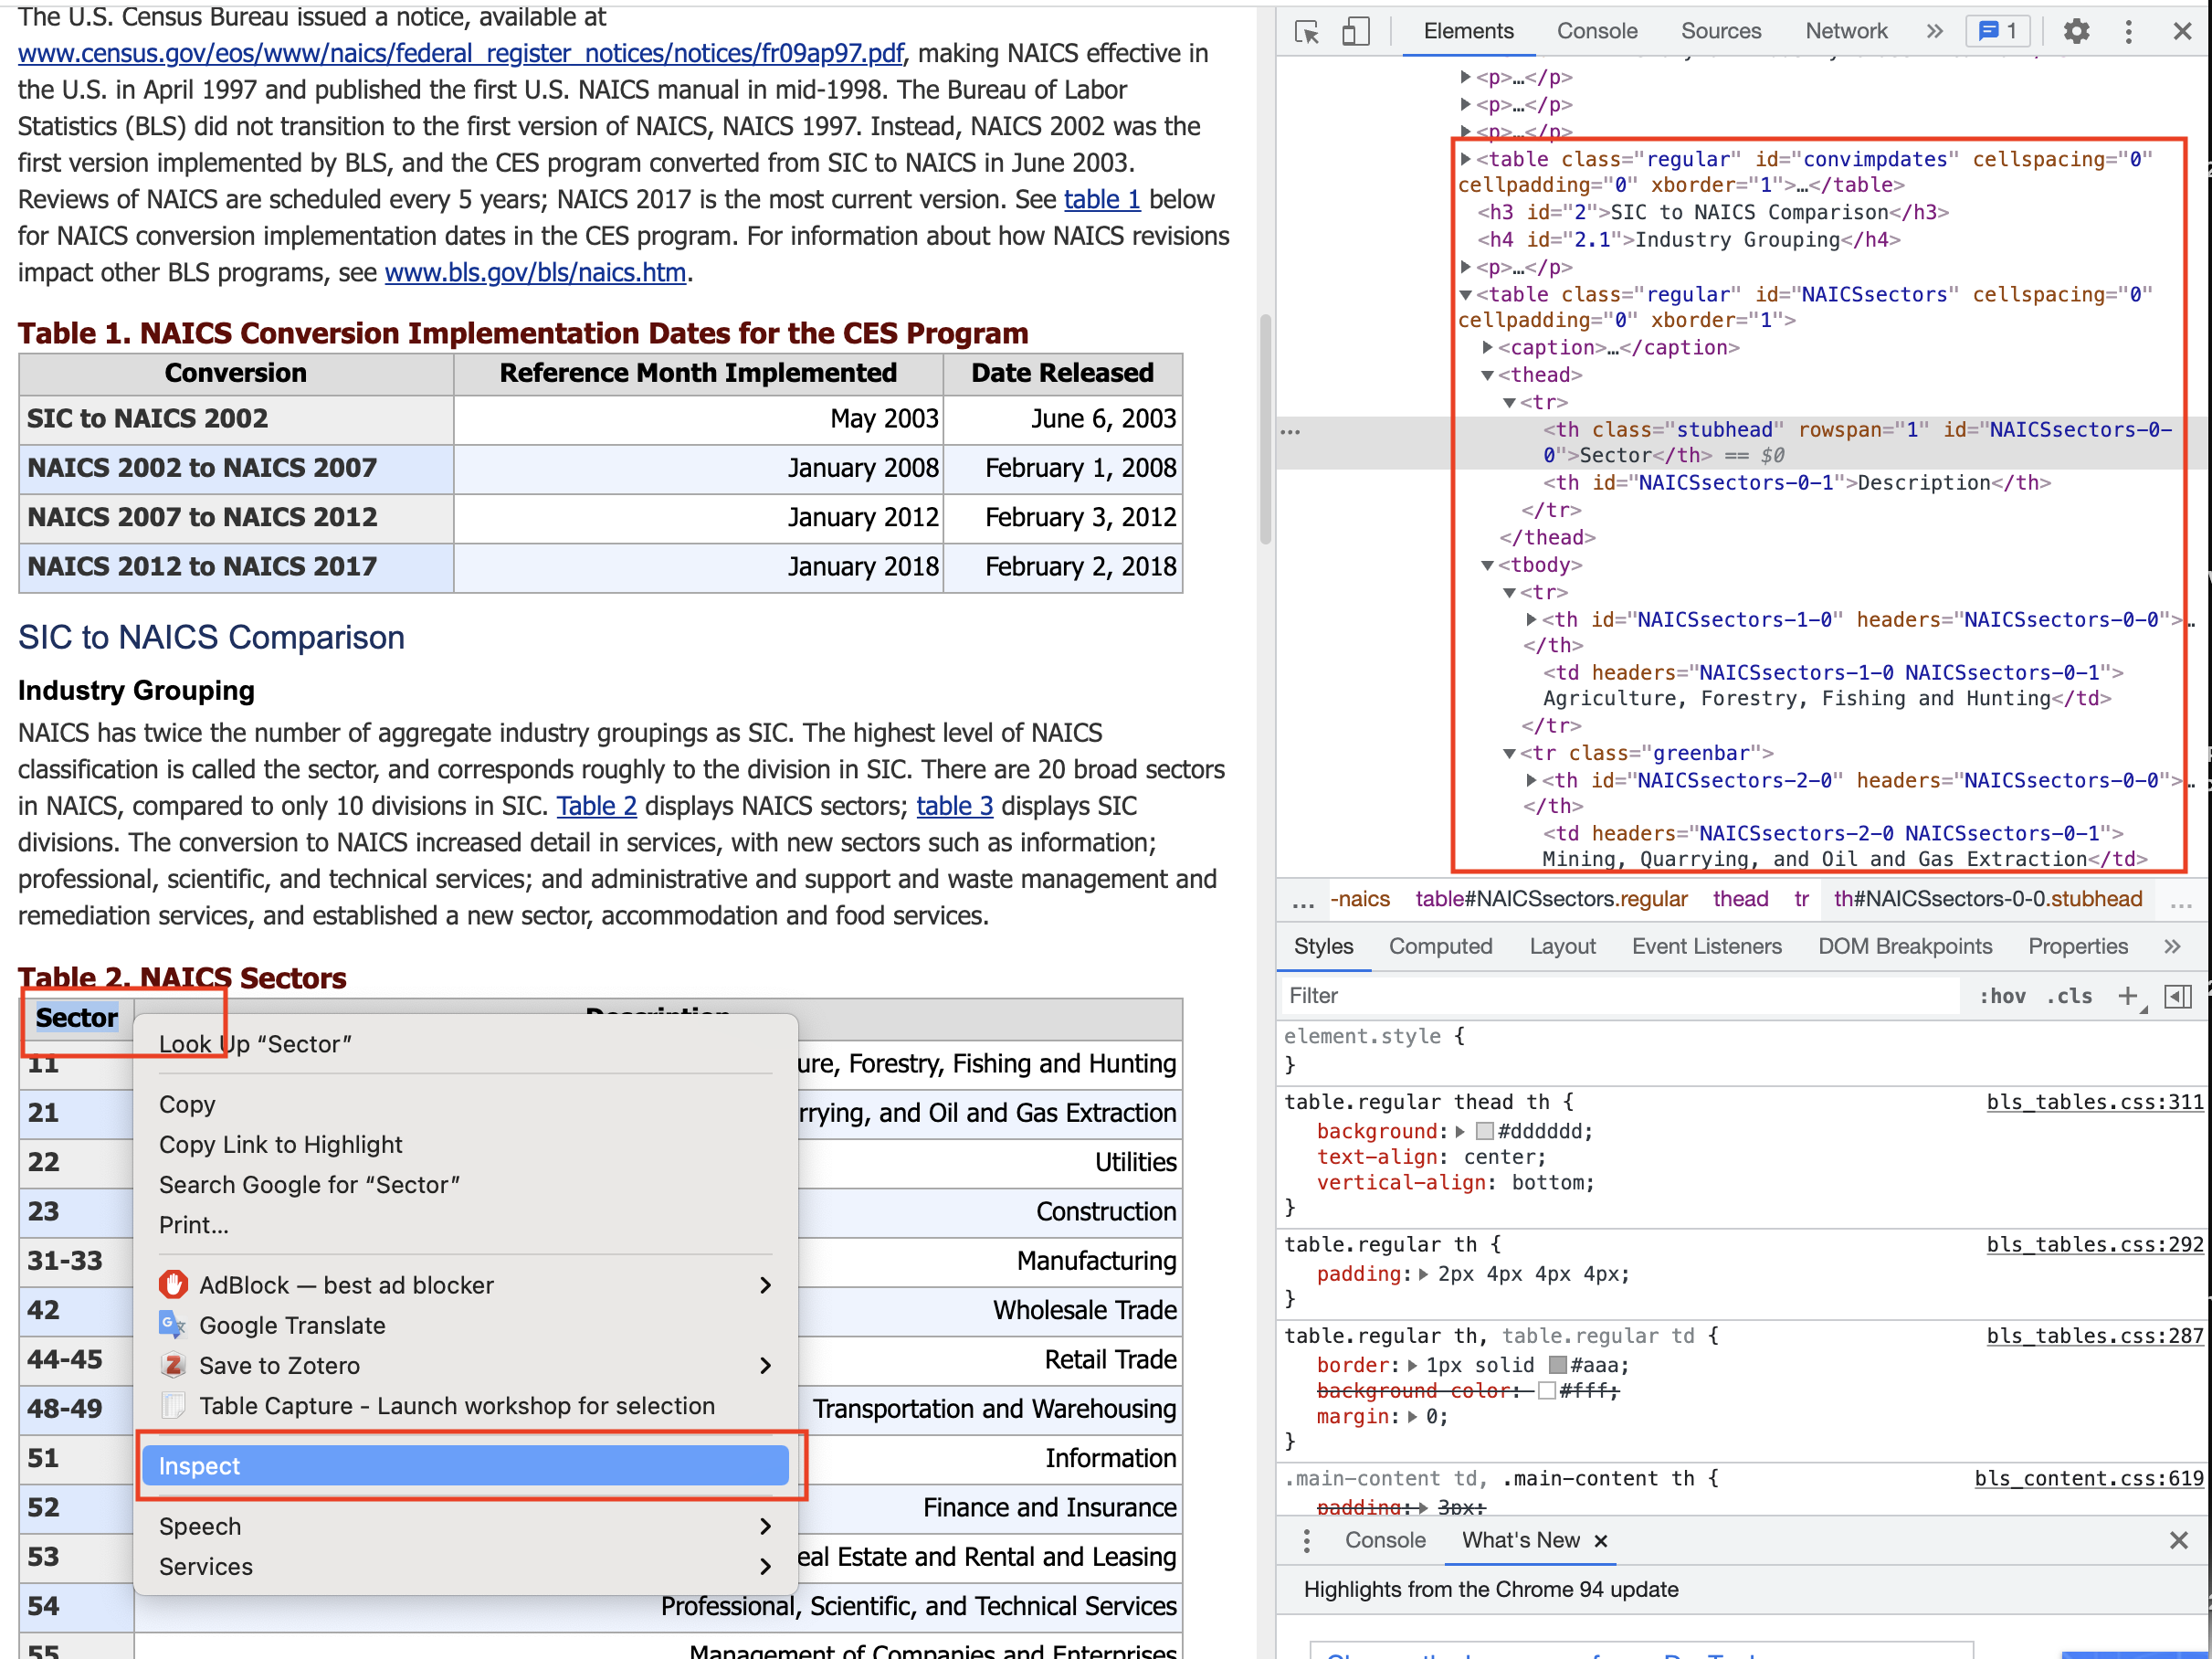 The U.S. Census Bureau issued a notice, available at
www.census.gov/eos/www/naics/federal_register_notices/notices/fr09ap97.pdf, making NAICS effective in
the U.S. in April 1997 and published the first U.S. NAICS manual in mid-1998. The Bureau of Labor
Statistics (BLS) did not transition to the first version of NAICS, NAICS 1997. Instead, NAICS 2002 was the
first version implemented by BLS, and the CES program converted from SIC to NAICS in June 2003.
Reviews of NAICS are scheduled every 5 years; NAICS 2017 is the most current version. See table 1 below
for NAICS conversion implementation dates in the CES program. For information about how NAICS revisions
impact other BLS programs, see www.bls.gov/bls/naics.htm.
Table 1. NAICS Conversion Implementation Dates for the CES Program
Conversion Reference Month Implemented Date Released
SIC to NAICS 2002 May 2003 June 6, 2003
NAICS 2002 to NAICS 2007 January 2008 February 1, 2008
NAICS 2007 to NAICS 2012 January 2012 February 3, 2012
NAICS 2012 to NAICS 2017 January 2018 February 2, 2018
SIC to NAICS Comparison
Industry Grouping
NAICS has twice the number of aggregate industry groupings as SIC. The highest level of NAICS
classification is called the sector, and corresponds roughly to the division in SIC. There are 20 broad sectors
in NAICS, compared to only 10 divisions in SIC. Table 2 displays NAICS sectors; table 3 displays SIC
divisions. The conversion to NAICS increased detail in services, with new sectors such as information;
professional, scientific, and technical services; and administrative and support and waste management and
remediation services, and established a new sector, accommodation and food services.
Table 2. NAICS Sectors
Sector Description
11 ure, Forestry, Fishing and Hunting
21 rrying, and Oil and Gas Extraction
22 Utilities
23 Construction
31-33 Manufacturing
42 Wholesale Trade
44-45 Retail Trade
48-49 Transportation and Warehousing
51 Information
52 Finance and Insurance
53 eal Estate and Rental and Leasing
54 Professional, Scientific, and Technical Services
55 Management of Companies and Enterprises
Look Up “Sector”
Copy
Copy Link to Highlight
Search Google for “Sector”
Print...
AdBlock — best ad blocker
Google Translate
Save to Zotero
Table Capture - Launch workshop for selection
Inspect
Speech
Services
Elements Console Sources Network » 1
<p>…</p>
<p>…</p>
<p>…</p>
<table class="regular" id="convimpdates" cellspacing="0"
cellpadding="0" xborder="1">…</table>
<h3 id="2">SIC to NAICS Comparison</h3>
<h4 id="2.1">Industry Grouping</h4>
<p>…</p>
<table class="regular" id="NAICSsectors" cellspacing="0"
cellpadding="0" xborder="1">
<caption>…</caption>
<thead>
<tr>
… <th class="stubhead" rowspan="1" id="NAICSsectors-0-
0">Sector</th> == $0
<th id="NAICSsectors-0-1">Description</th>
</tr>
</thead>
<tbody>
<tr>
<th id="NAICSsectors-1-0" headers="NAICSsectors-0-0">…
</th>
<td headers="NAICSsectors-1-0 NAICSsectors-0-1">
Agriculture, Forestry, Fishing and Hunting</td>
</tr>
<tr class="greenbar">
<th id="NAICSsectors-2-0" headers="NAICSsectors-0-0">…
</th>
<td headers="NAICSsectors-2-0 NAICSsectors-0-1">
Mining, Quarrying, and Oil and Gas Extraction</td>
… -naics table#NAICSsectors.regular thead tr th#NAICSsectors-0-0.stubhead …
Styles Computed Layout Event Listeners DOM Breakpoints Properties »
Filter :hov .cls +
element.style {
}
table.regular thead th { bls_tables.css:311
background: #dddddd;
text-align: center;
vertical-align: bottom;
}
table.regular th { bls_tables.css:292
padding: 2px 4px 4px 4px;
}
table.regular th, table.regular td { bls_tables.css:287
border: 1px solid #aaa;
background-color: #fff;
margin: 0;
}
.main-content td, .main-content th { bls_content.css:619
padding: 3px;
Console What's New ×
Highlights from the Chrome 94 update